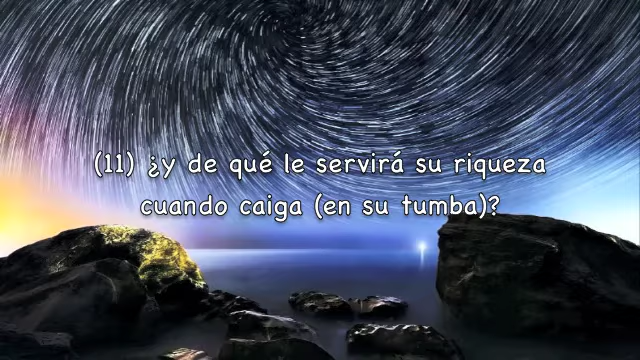 (11) ¿y de qué le servirá su riqueza
cuando caiga (en su tumba)?